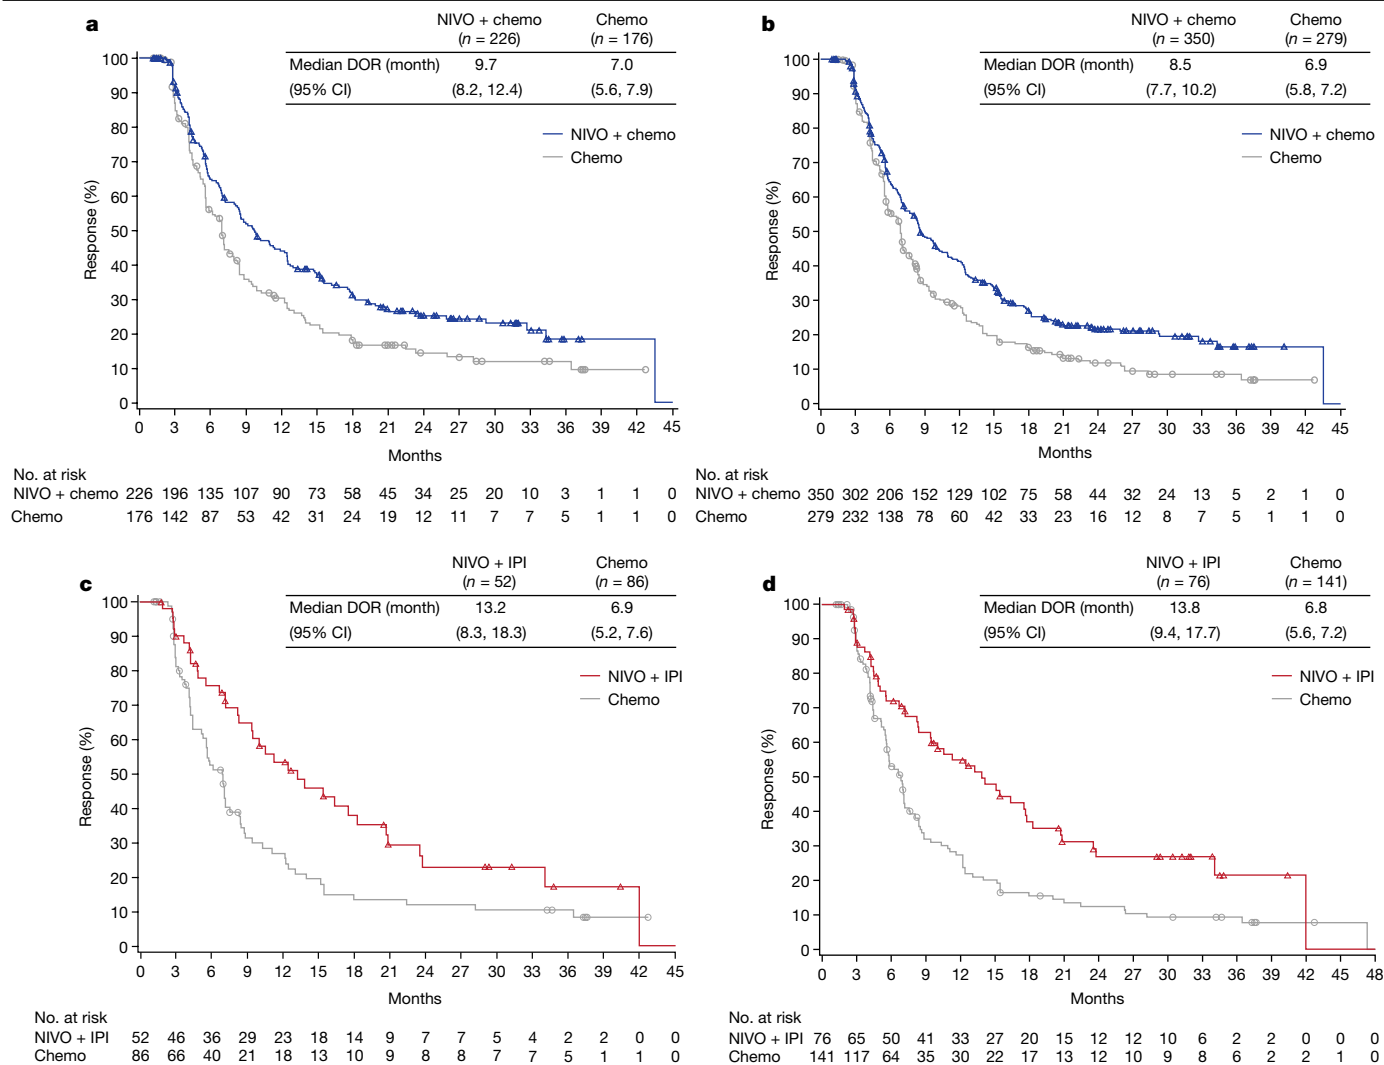 a
NIVO + chemo Chemo
(n = 226) (n = 176)
Median DOR (month) 9.7 7.0
(95% CI) (8.2, 12.4) (5.6, 7.9)
NIVO + chemo
Chemo
Response (%)
100
90
80
70
60
50
40
30
20
10
0
0 3 6 9 12 15 18 21 24 27 30 33 36 39 42 45
Months
No. at risk
NIVO + chemo 226 196 135 107 90 73 58 45 34 25 20 10 3 1 1 0
Chemo 176 142 87 53 42 31 24 19 12 11 7 7 5 1 1 0
b
NIVO + chemo Chemo
(n = 350) (n = 279)
Median DOR (month) 8.5 6.9
(95% CI) (7.7, 10.2) (5.8, 7.2)
NIVO + chemo
Chemo
Response (%)
100
90
80
70
60
50
40
30
20
10
0
0 3 6 9 12 15 18 21 24 27 30 33 36 39 42 45
Months
No. at risk
NIVO + chemo 350 302 206 152 129 102 75 58 44 32 24 13 5 2 1 0
Chemo 279 232 138 78 60 42 33 23 16 12 8 7 5 1 1 0
c
NIVO + IPI Chemo
(n = 52) (n = 86)
Median DOR (month) 13.2 6.9
(95% CI) (8.3, 18.3) (5.2, 7.6)
NIVO + IPI
Chemo
Response (%)
100
90
80
70
60
50
40
30
20
10
0
0 3 6 9 12 15 18 21 24 27 30 33 36 39 42 45
Months
No. at risk
NIVO + IPI 52 46 36 29 23 18 14 9 7 7 5 4 2 2 0 0
Chemo 86 66 40 21 18 13 10 9 8 8 7 7 5 1 1 0
d
NIVO + IPI Chemo
(n = 76) (n = 141)
Median DOR (month) 13.8 6.8
(95% CI) (9.4, 17.7) (5.6, 7.2)
NIVO + IPI
Chemo
Response (%)
100
90
80
70
60
50
40
30
20
10
0
0 3 6 9 12 15 18 21 24 27 30 33 36 39 42 45 48
Months
No. at risk
NIVO + IPI 76 65 50 41 33 27 20 15 12 12 10 6 2 2 0 0 0
Chemo 141 117 64 35 30 22 17 13 12 10 9 8 6 2 2 1 0